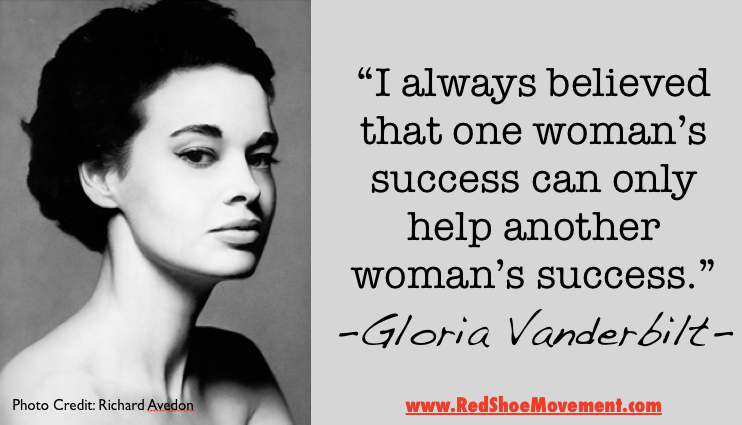 “I always believed
that one woman’s
success can only
help another
woman’s success.”
-Gloria Vanderbilt-
Photo Credit: Richard Avedon
www.RedShoeMovement.com